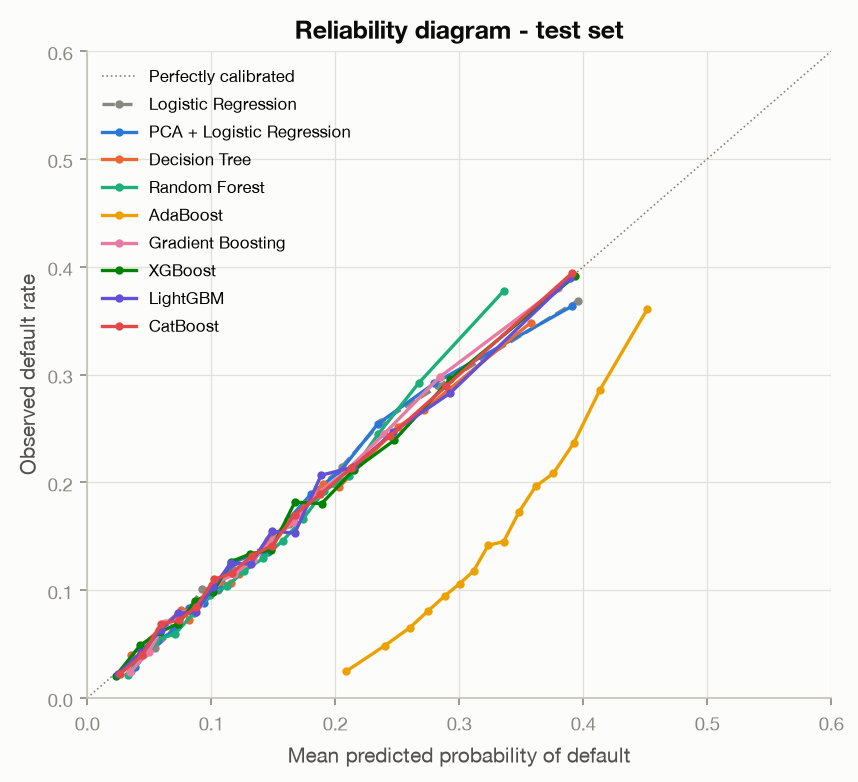 Reliability diagram - test set
Perfectly calibrated
Logistic Regression
PCA + Logistic Regression
Decision Tree
Random Forest
AdaBoost
Gradient Boosting
XGBoost
LightGBM
CatBoost
Observed default rate
0.6
0.5
0.4
0.3
0.2
0.1
0.0
0.0 0.1 0.2 0.3 0.4 0.5 0.6
Mean predicted probability of default